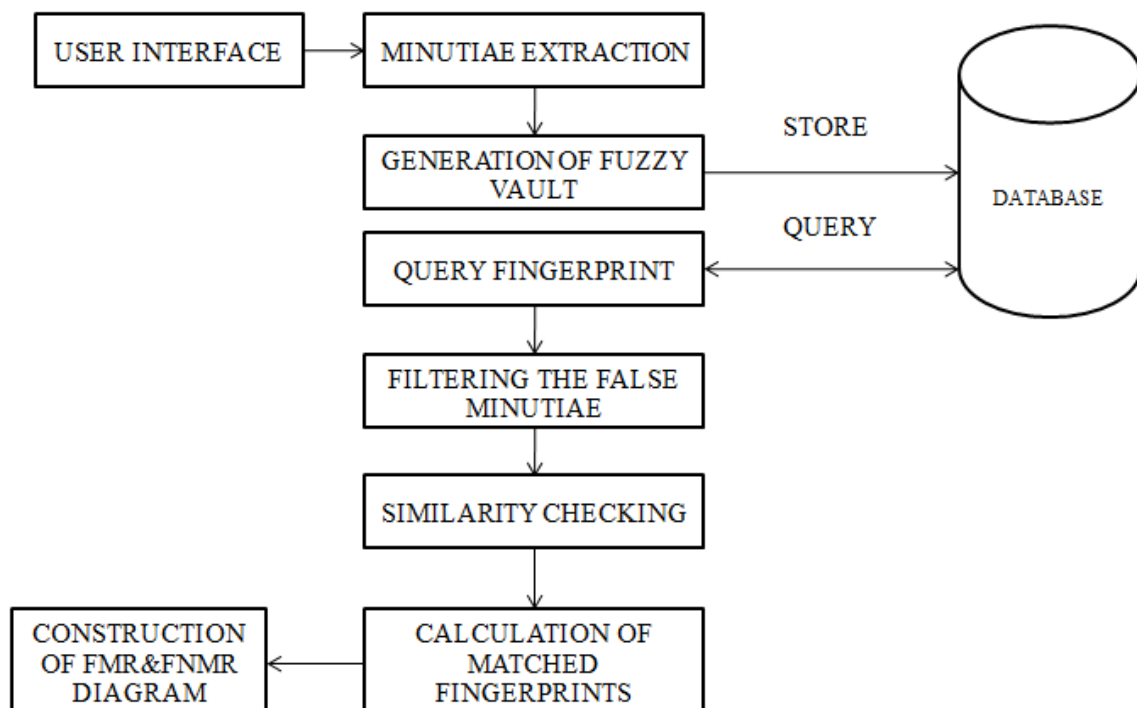 USER INTERFACE
MINUTIAE EXTRACTION
GENERATION OF FUZZY
VAULT
STORE
DATABASE
QUERY
QUERY FINGERPRINT
FILTERING THE FALSE
MINUTIAE
SIMILARITY CHECKING
CALCULATION OF
MATCHED
FINGERPRINTS
CONSTRUCTION
OF FMR&FNMR
DIAGRAM